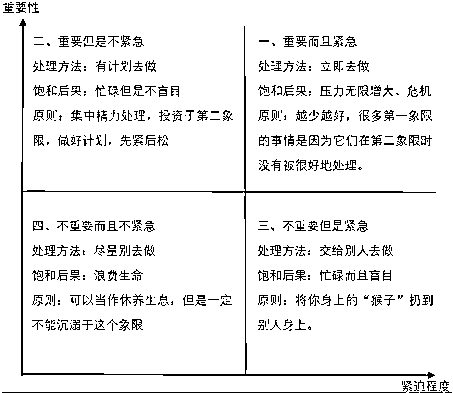 重要性
二、重要但是不紧急
处理方法：有计划去做
饱和后果：忙碌但是不盲目
原则：集中精力处理，投资于第二象
限，做好计划，先紧后松
一、重要而且紧急
处理方法：立即去做
饱和后果：压力无限增大、危机
原则：越少越好，很多第一象限
的事情是因为它们在第二象限时
没有被很好地处理。
四、不重要而且不紧急
处理方法：尽量别去做
饱和后果：浪费生命
原则：可以当作休养生息，但是一定
不能沉溺于这个象限
三、不重要但是紧急
处理方法：交给别人去做
饱和后果：忙碌而且盲目
原则：将你身上的“猴子”扔到
别人身上。
紧迫程度